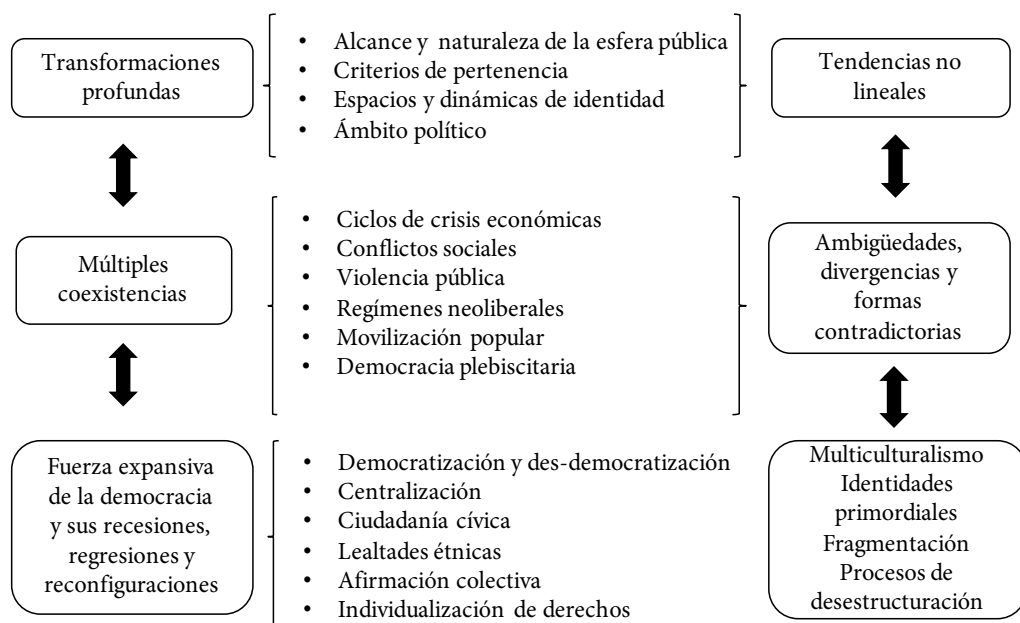 Transformaciones
profundas
• Alcance y naturaleza de la esfera pública
• Criterios de pertenencia
• Espacios y dinámicas de identidad
• Ámbito político
Tendencias no
lineales
Múltiples
coexistencias
• Ciclos de crisis económicas
• Conflictos sociales
• Violencia pública
• Regímenes neoliberales
• Movilización popular
• Democracia plebiscitaria
Ambigüedades,
divergencias y
formas
contradictorias
Fuerza expansiva
de la democracia
y sus recesiones,
regresiones y
reconfiguraciones
• Democratización y des-democratización
• Centralización
• Ciudadanía cívica
• Lealtades étnicas
• Afirmación colectiva
• Individualización de derechos
Multiculturalismo
Identidades
primordiales
Fragmentación
Procesos de
desestructuración